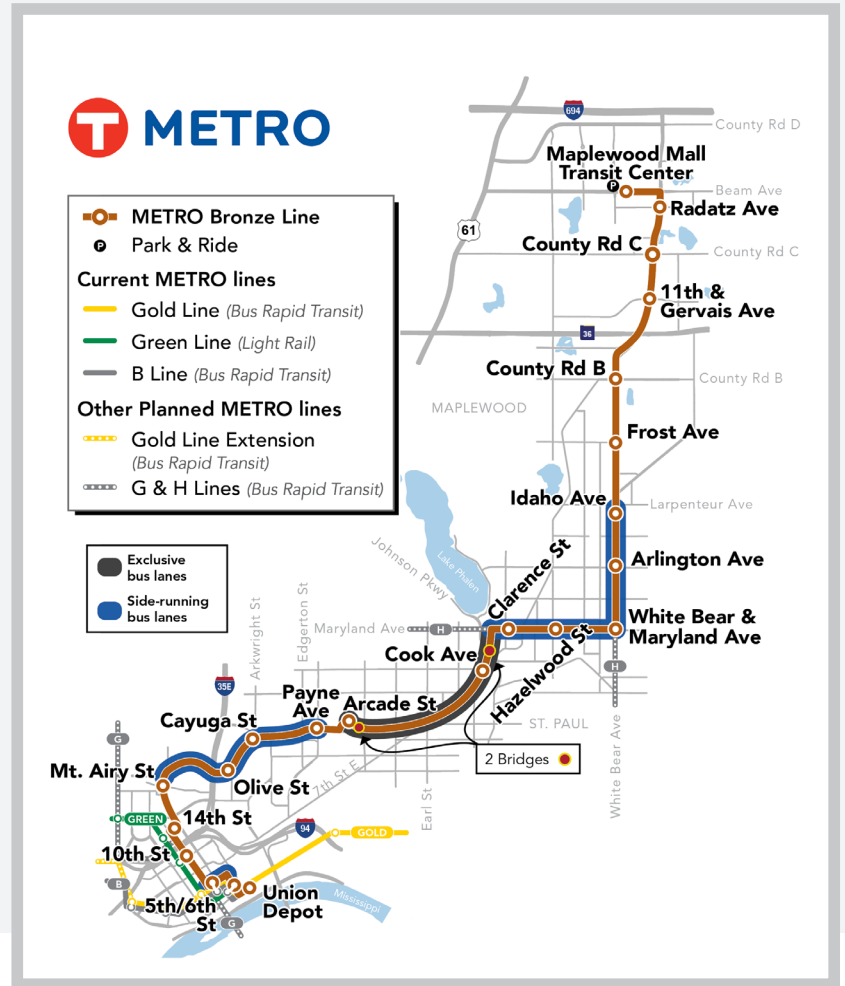 T METRO
METRO Bronze Line
P Park & Ride
Current METRO lines
Gold Line (Bus Rapid Transit)
Green Line (Light Rail)
B Line (Bus Rapid Transit)
Other Planned METRO lines
Gold Line Extension
(Bus Rapid Transit)
G & H Lines (Bus Rapid Transit)
Exclusive
bus lanes
Side-running
bus lanes
694
County Rd D
Maplewood Mall
Transit Center
P
Beam Ave
Radatz Ave
61
County Rd C
County Rd C
11th &
Gervais Ave
36
County Rd B
County Rd B
MAPLEWOOD
Frost Ave
Idaho Ave
Larpenteur Ave
Johnson Pkwy
Lake Phalen
Clarence St
Arlington Ave
White Bear &
Maryland Ave
Maryland Ave
H
Cook Ave
Hazelwood St
H
Arkwright St
Edgerton St
35E
Payne
Ave
Arcade St
Cayuga St
ST. PAUL
White Bear Ave
2 Bridges
G
Mt. Airy St
Olive St
7th St E
Earl St
GREEN
14th St
94
GOLD
10th St
B
5th/6th
St
Union
Depot
G
Mississippi